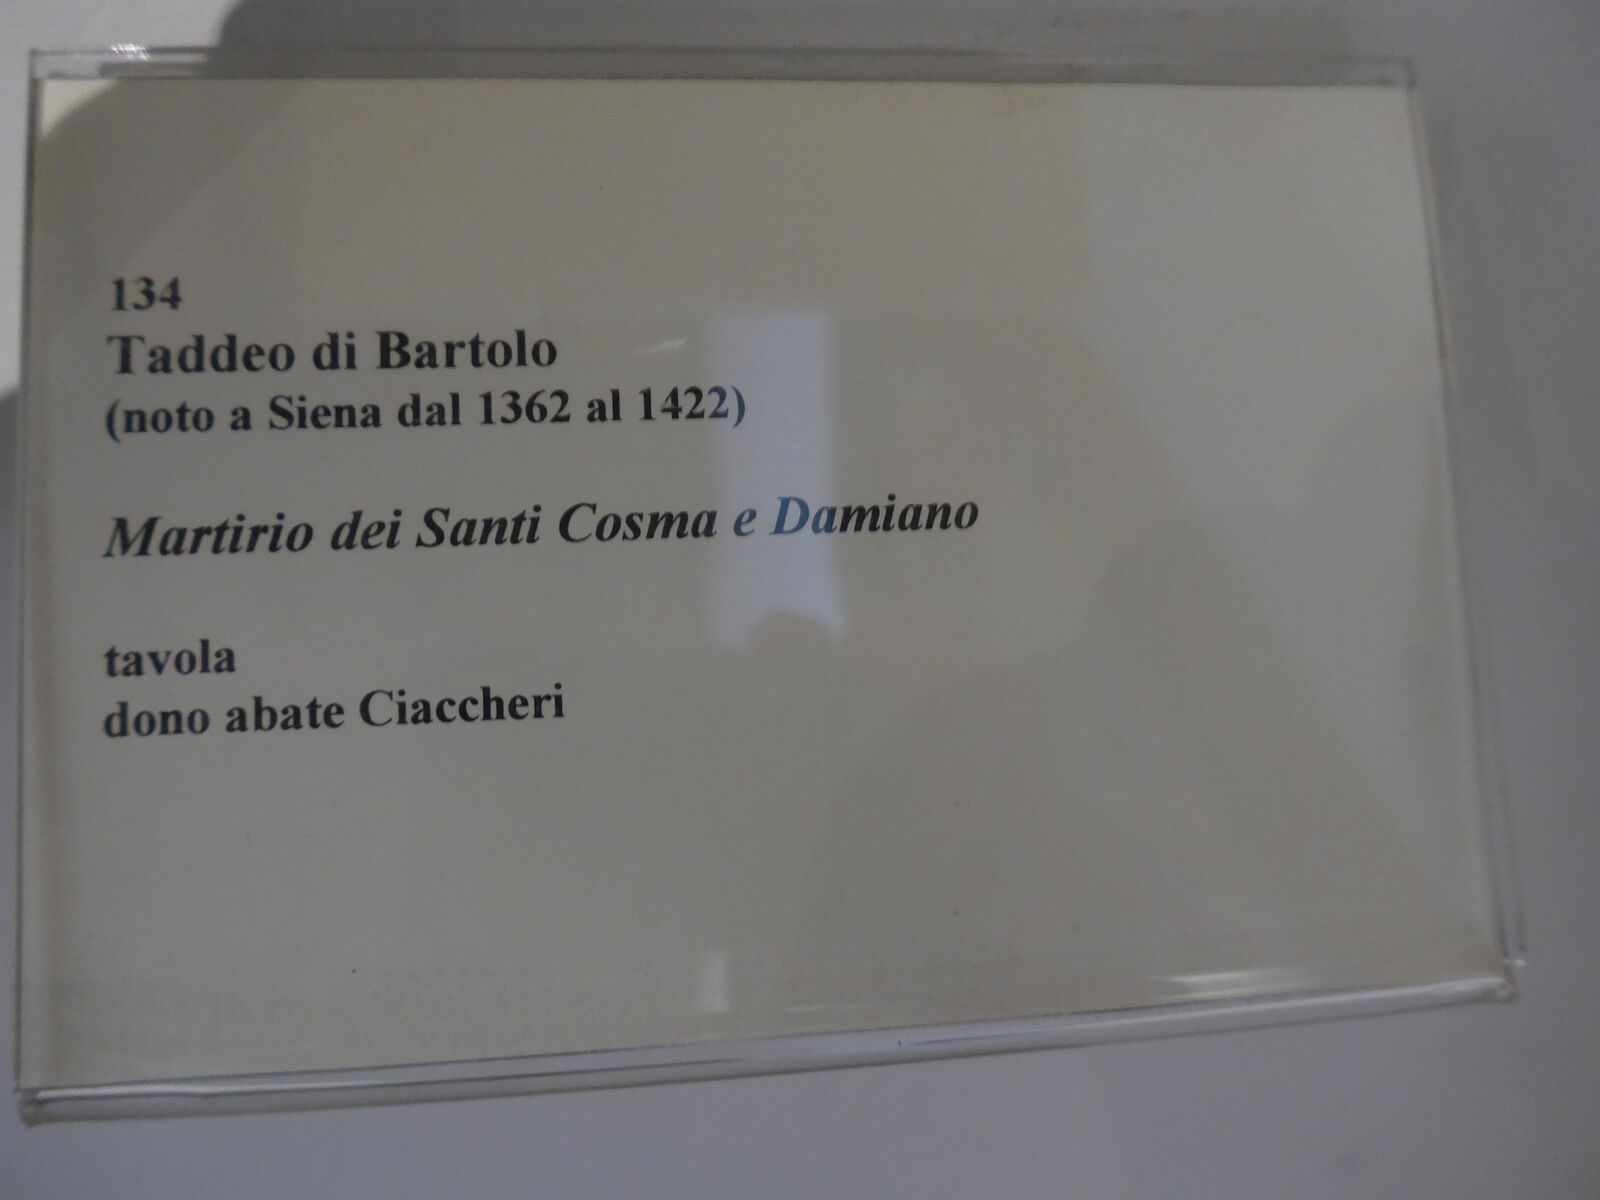 134
Taddeo di Bartolo
(noto a Siena dal 1362 al 1422)
Martirio dei Santi Cosma e Damiano
tavola
dono abate Ciaccheri